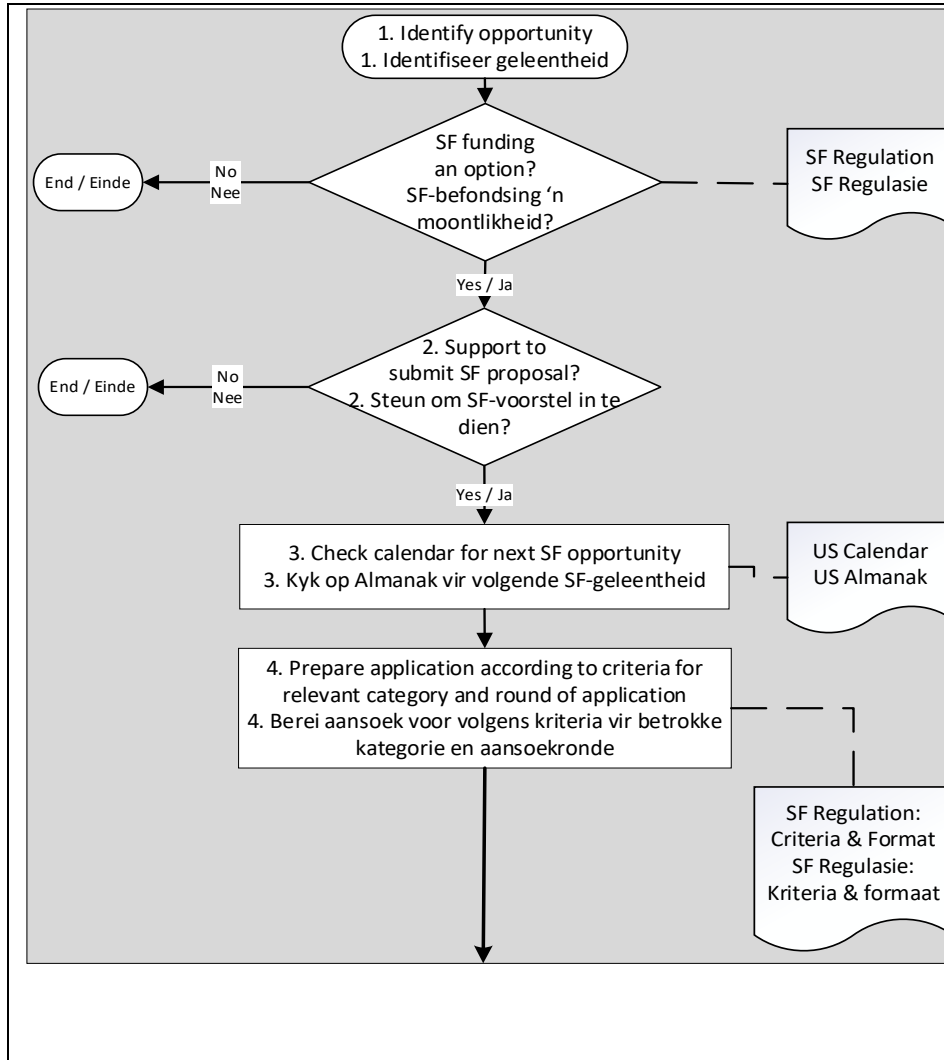 1. Identify opportunity
1. Identifiseer geleentheid
SF funding
an option?
SF-befondsing ‘n
moontlikheid?
No
Nee
End / Einde
SF Regulation
SF Regulasie
Yes / Ja
2. Support to
submit SF proposal?
2. Steun om SF-voorstel in te
dien?
No
Nee
End / Einde
Yes / Ja
3. Check calendar for next SF opportunity
3. Kyk op Almanak vir volgende SF-geleentheid
US Calendar
US Almanak
4. Prepare application according to criteria for
relevant category and round of application
4. Berei aansoek voor volgens kriteria vir betrokke
kategorie en aansoekronde
SF Regulation:
Criteria & Format
SF Regulasie:
Kriteria & formaat